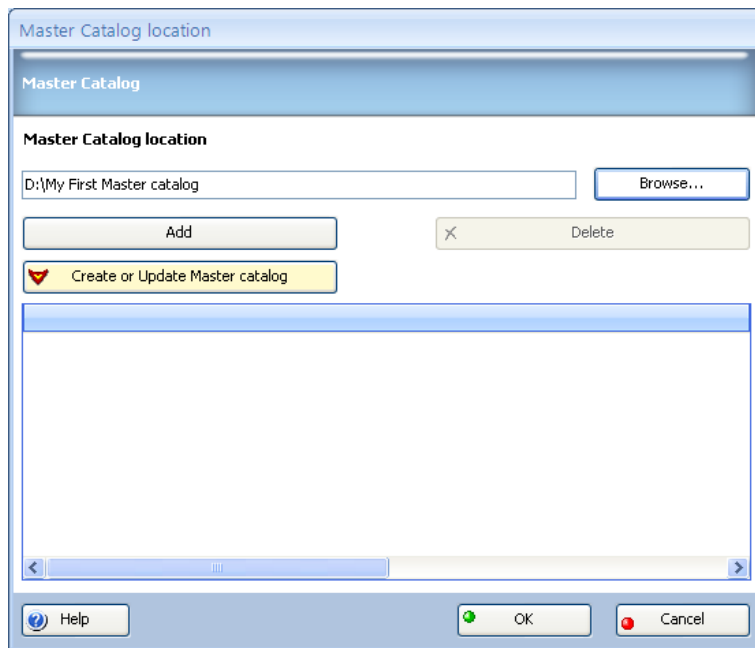 Master Catalog location
Master Catalog
Master Catalog location
D:\My First Master catalog
Browse...
Add
Delete
Create or Update Master catalog
Help
OK
Cancel